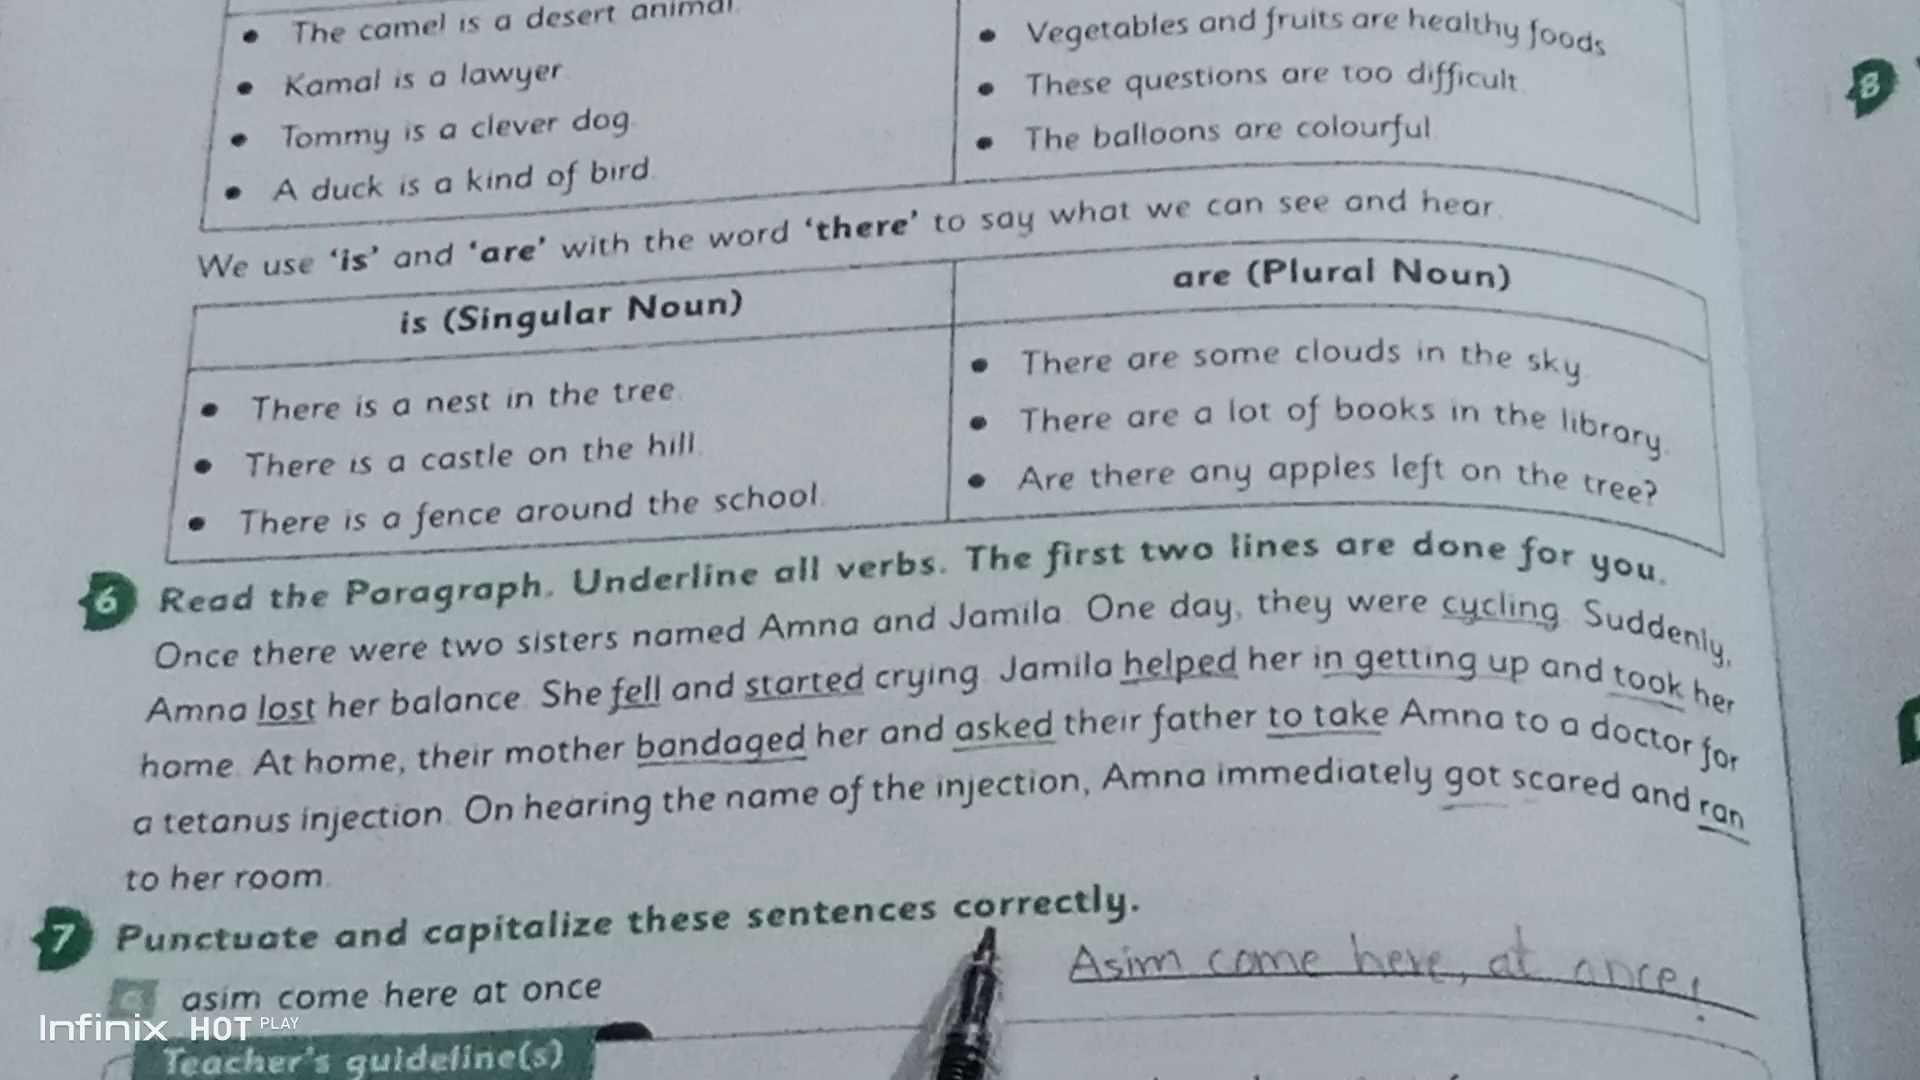 The camel is a desert animal.
Kamal is a lawyer.
Tommy is a clever dog.
A duck is a kind of bird.
Vegetables and fruits are healthy foods
These questions are too difficult.
The balloons are colourful
8
We use ‘is’ and ‘are’ with the word ‘there’ to say what we can see and hear.
is (Singular Noun)
are (Plural Noun)
There is a nest in the tree.
There is a castle on the hill.
There is a fence around the school.
There are some clouds in the sky.
There are a lot of books in the library.
Are there any apples left on the tree?
6 Read the Paragraph. Underline all verbs. The first two lines are done for you.
Once there were two sisters named Amna and Jamila. One day, they were cycling. Suddenly,
Amna lost her balance. She fell and started crying. Jamila helped her in getting up and took her
home. At home, their mother bandaged her and asked their father to take Amna to a doctor for
a tetanus injection. On hearing the name of the injection, Amna immediately got scared and ran
to her room.
7 Punctuate and capitalize these sentences correctly.
asim come here at once
Asim come here, at once!
Infinix HOT PLAY
Teacher's guideline(s)